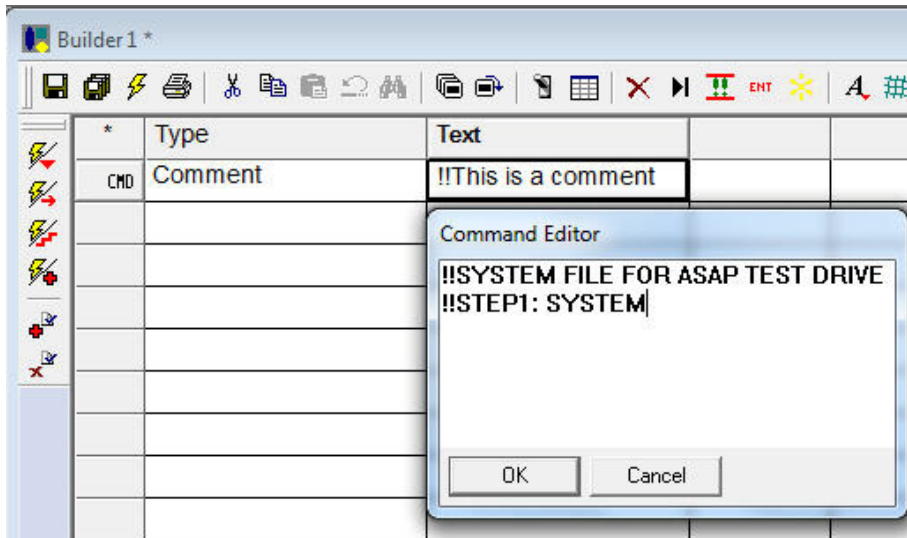 Builder1 *
ENT A
* Type Text
CMD Comment !!This is a comment
Command Editor
!!SYSTEM FILE FOR ASAP TEST DRIVE
!!STEP1: SYSTEM
OK Cancel